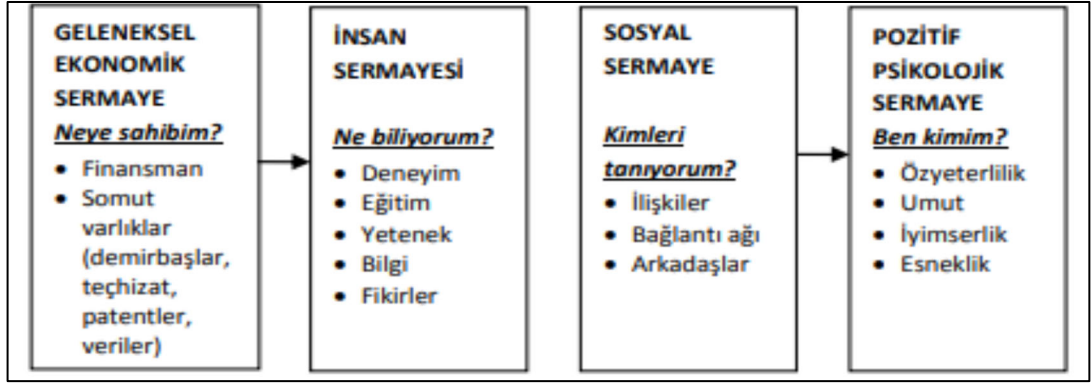 GELENEKSEL
EKONOMİK
SERMAYE
Neye sahibim?
• Finansman
• Somut
varlıklar
(demirbaşlar,
teçhizat,
patentler,
veriler)
İNSAN
SERMAYESİ
Ne biliyorum?
• Deneyim
• Eğitim
• Yetenek
• Bilgi
• Fikirler
SOSYAL
SERMAYE
Kimleri
tanıyorum?
• İlişkiler
• Bağlantı ağı
• Arkadaşlar
POZİTİF
PSİKOLOJİK
SERMAYE
Ben kimim?
• Özyeterlilik
• Umut
• İyimserlik
• Esneklik